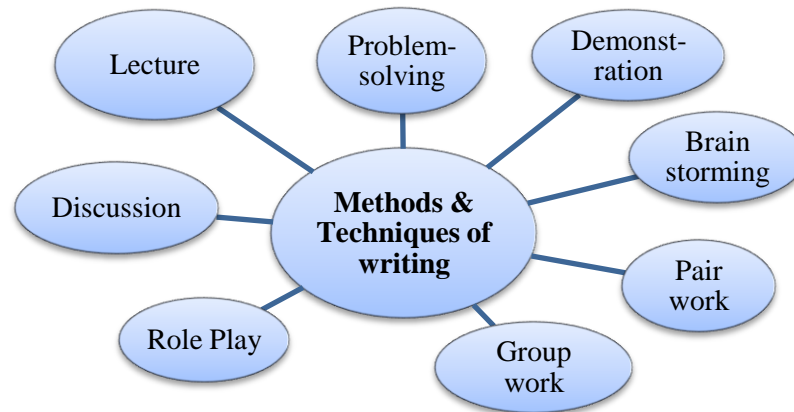 Lecture
Problem-
solving
Demonst-
ration
Brain
storming
Discussion
Methods &
Techniques of
writing
Pair
work
Role Play
Group
work